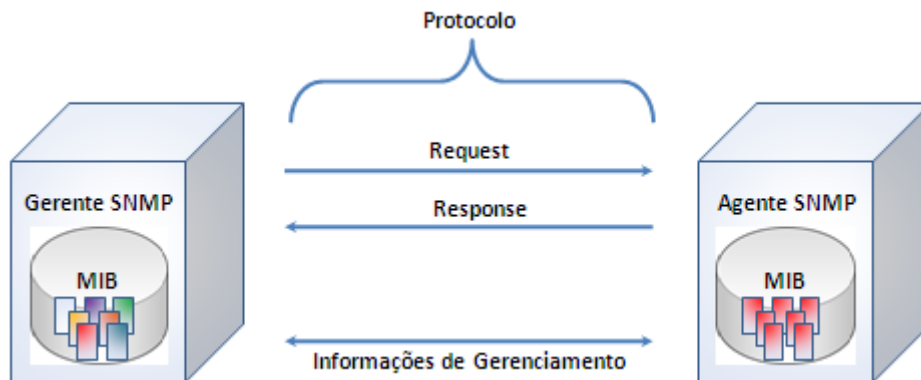 Protocolo
Request
Gerente SNMP
Response
Agente SNMP
MIB
MIB
Informações de Gerenciamento